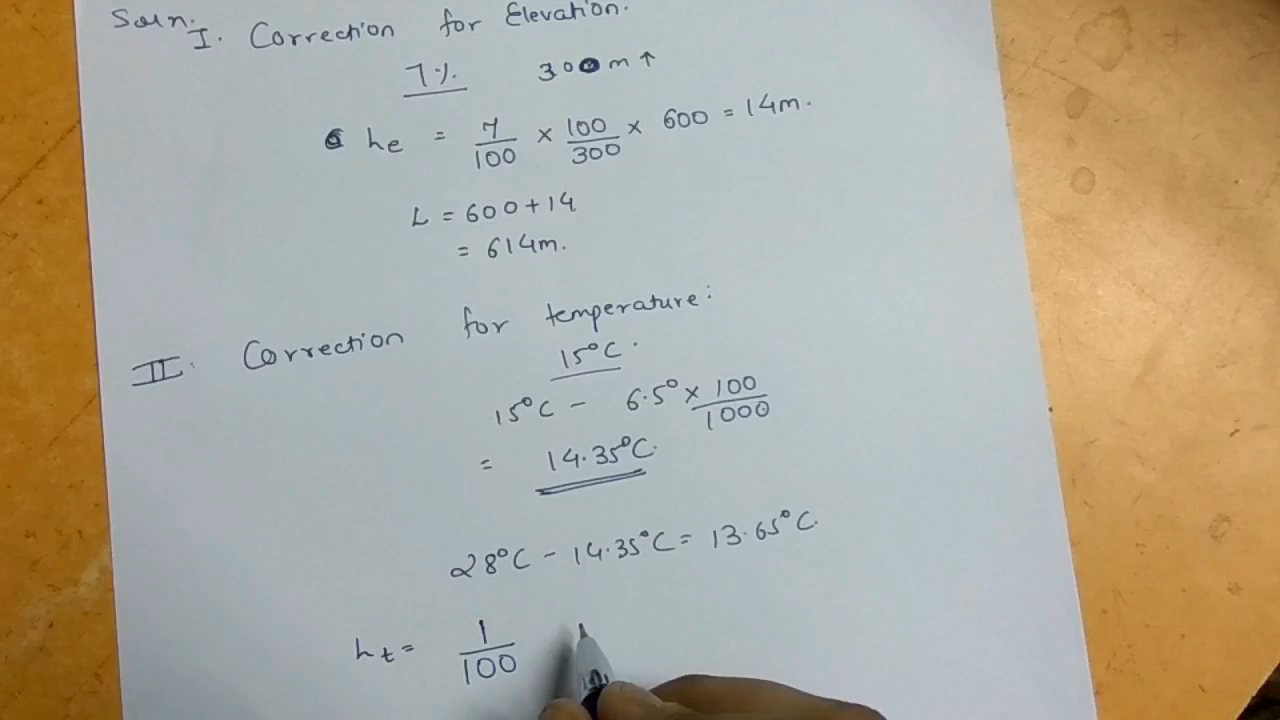 Soln.
I. Correction for Elevation.
7% 300m ↑
he = 7/100 × 100/300 × 600 = 14m.
L = 600+14
= 614m.
II. Correction for temperature:
15°C.
15°C - 6.5° × 100/1000
= 14.35°C.
28°C - 14.35°C = 13.65°C.
ht = 1/100